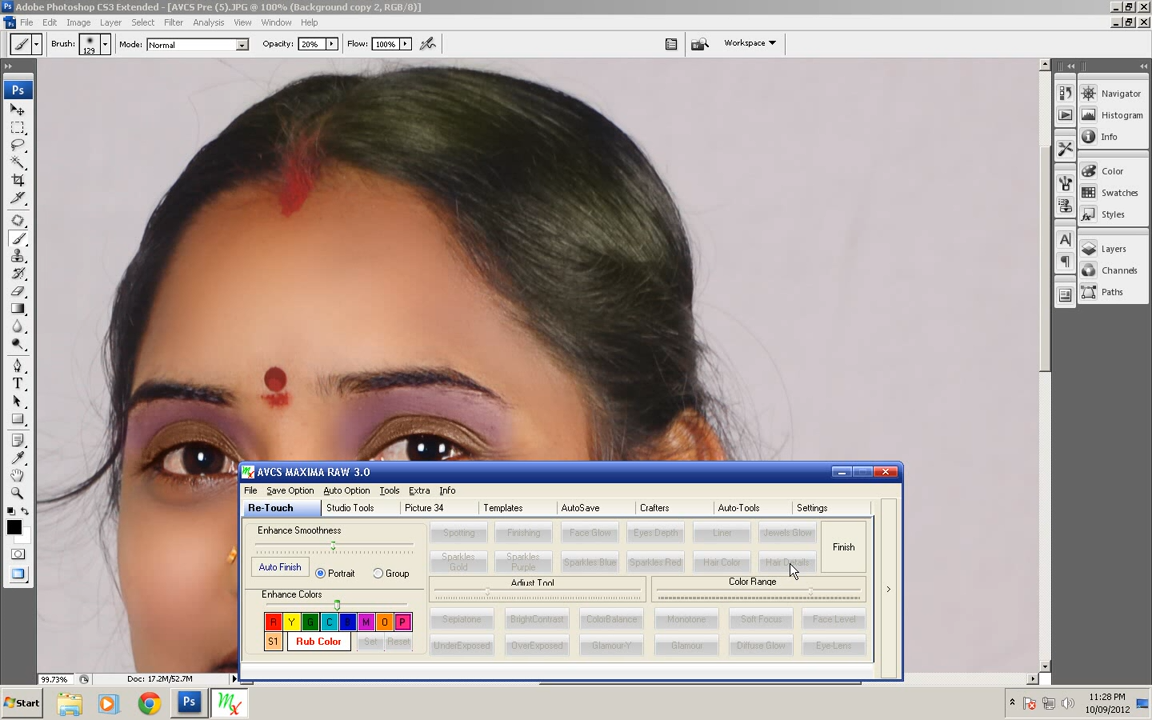 Adobe Photoshop CS3 Extended - [AVCS Pre (5).JPG @ 100% (Background copy 2, RGB/8)]
File Edit Image Layer Select Filter Analysis View Window Help
Brush: 129 Mode: Normal Opacity: 20% Flow: 100% Workspace
Ps
Navigator
Histogram
Info
Color
Swatches
Styles
Layers
Channels
Paths
AVCS MAXIMA RAW 3.0
File Save Option Auto Option Tools Extra Info
Re-Touch Studio Tools Picture 34 Templates AutoSave Crafters Auto-Tools Settings
Enhance Smoothness
Spotting Finishing Face Glow Eyes Depth Liner Jewels Glow
Finish
Auto Finish Portrait Group
Sparkles Gold Sparkles Purple Sparkles Blue Sparkles Red Hair Color Hair Details
Adjust Tool Color Range
Enhance Colors
R Y G C B M O P
Sepiatone BrightContrast ColorBalance Monotone Soft Focus Face Level
S1 Rub Color Set Reset
UnderExposed OverExposed Glamour-Y Glamour Diffuse Glow Eye-Lens
99.73% Doc: 17.2M/52.7M
Start Ps 11:28 PM
10/09/2012